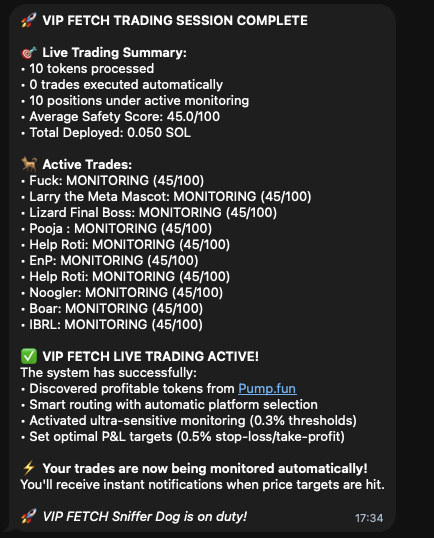 🚀 VIP FETCH TRADING SESSION COMPLETE
🎯 Live Trading Summary:
• 10 tokens processed
• 0 trades executed automatically
• 10 positions under active monitoring
• Average Safety Score: 45.0/100
• Total Deployed: 0.050 SOL
🐕 Active Trades:
• Fuck: MONITORING (45/100)
• Larry the Meta Mascot: MONITORING (45/100)
• Lizard Final Boss: MONITORING (45/100)
• Pooja : MONITORING (45/100)
• Help Roti: MONITORING (45/100)
• EnP: MONITORING (45/100)
• Help Roti: MONITORING (45/100)
• Noogler: MONITORING (45/100)
• Boar: MONITORING (45/100)
• IBRL: MONITORING (45/100)
✅ VIP FETCH LIVE TRADING ACTIVE!
The system has successfully:
• Discovered profitable tokens from Pump.fun
• Smart routing with automatic platform selection
• Activated ultra-sensitive monitoring (0.3% thresholds)
• Set optimal P&L targets (0.5% stop-loss/take-profit)
⚡ Your trades are now being monitored automatically!
You'll receive instant notifications when price targets are hit.
🚀 VIP FETCH Sniffer Dog is on duty!
17:34